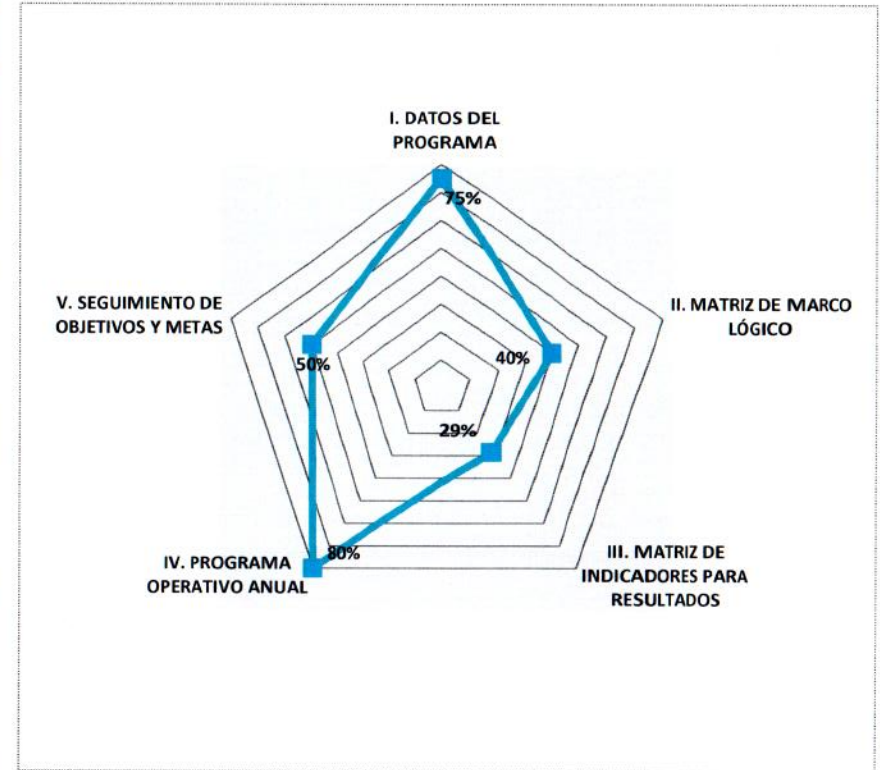 I. DATOS DEL
PROGRAMA
75%
II. MATRIZ DE MARCO
LÓGICO
40%
29%
III. MATRIZ DE
INDICADORES PARA
RESULTADOS
80%
IV. PROGRAMA
OPERATIVO ANUAL
50%
V. SEGUIMIENTO DE
OBJETIVOS Y METAS